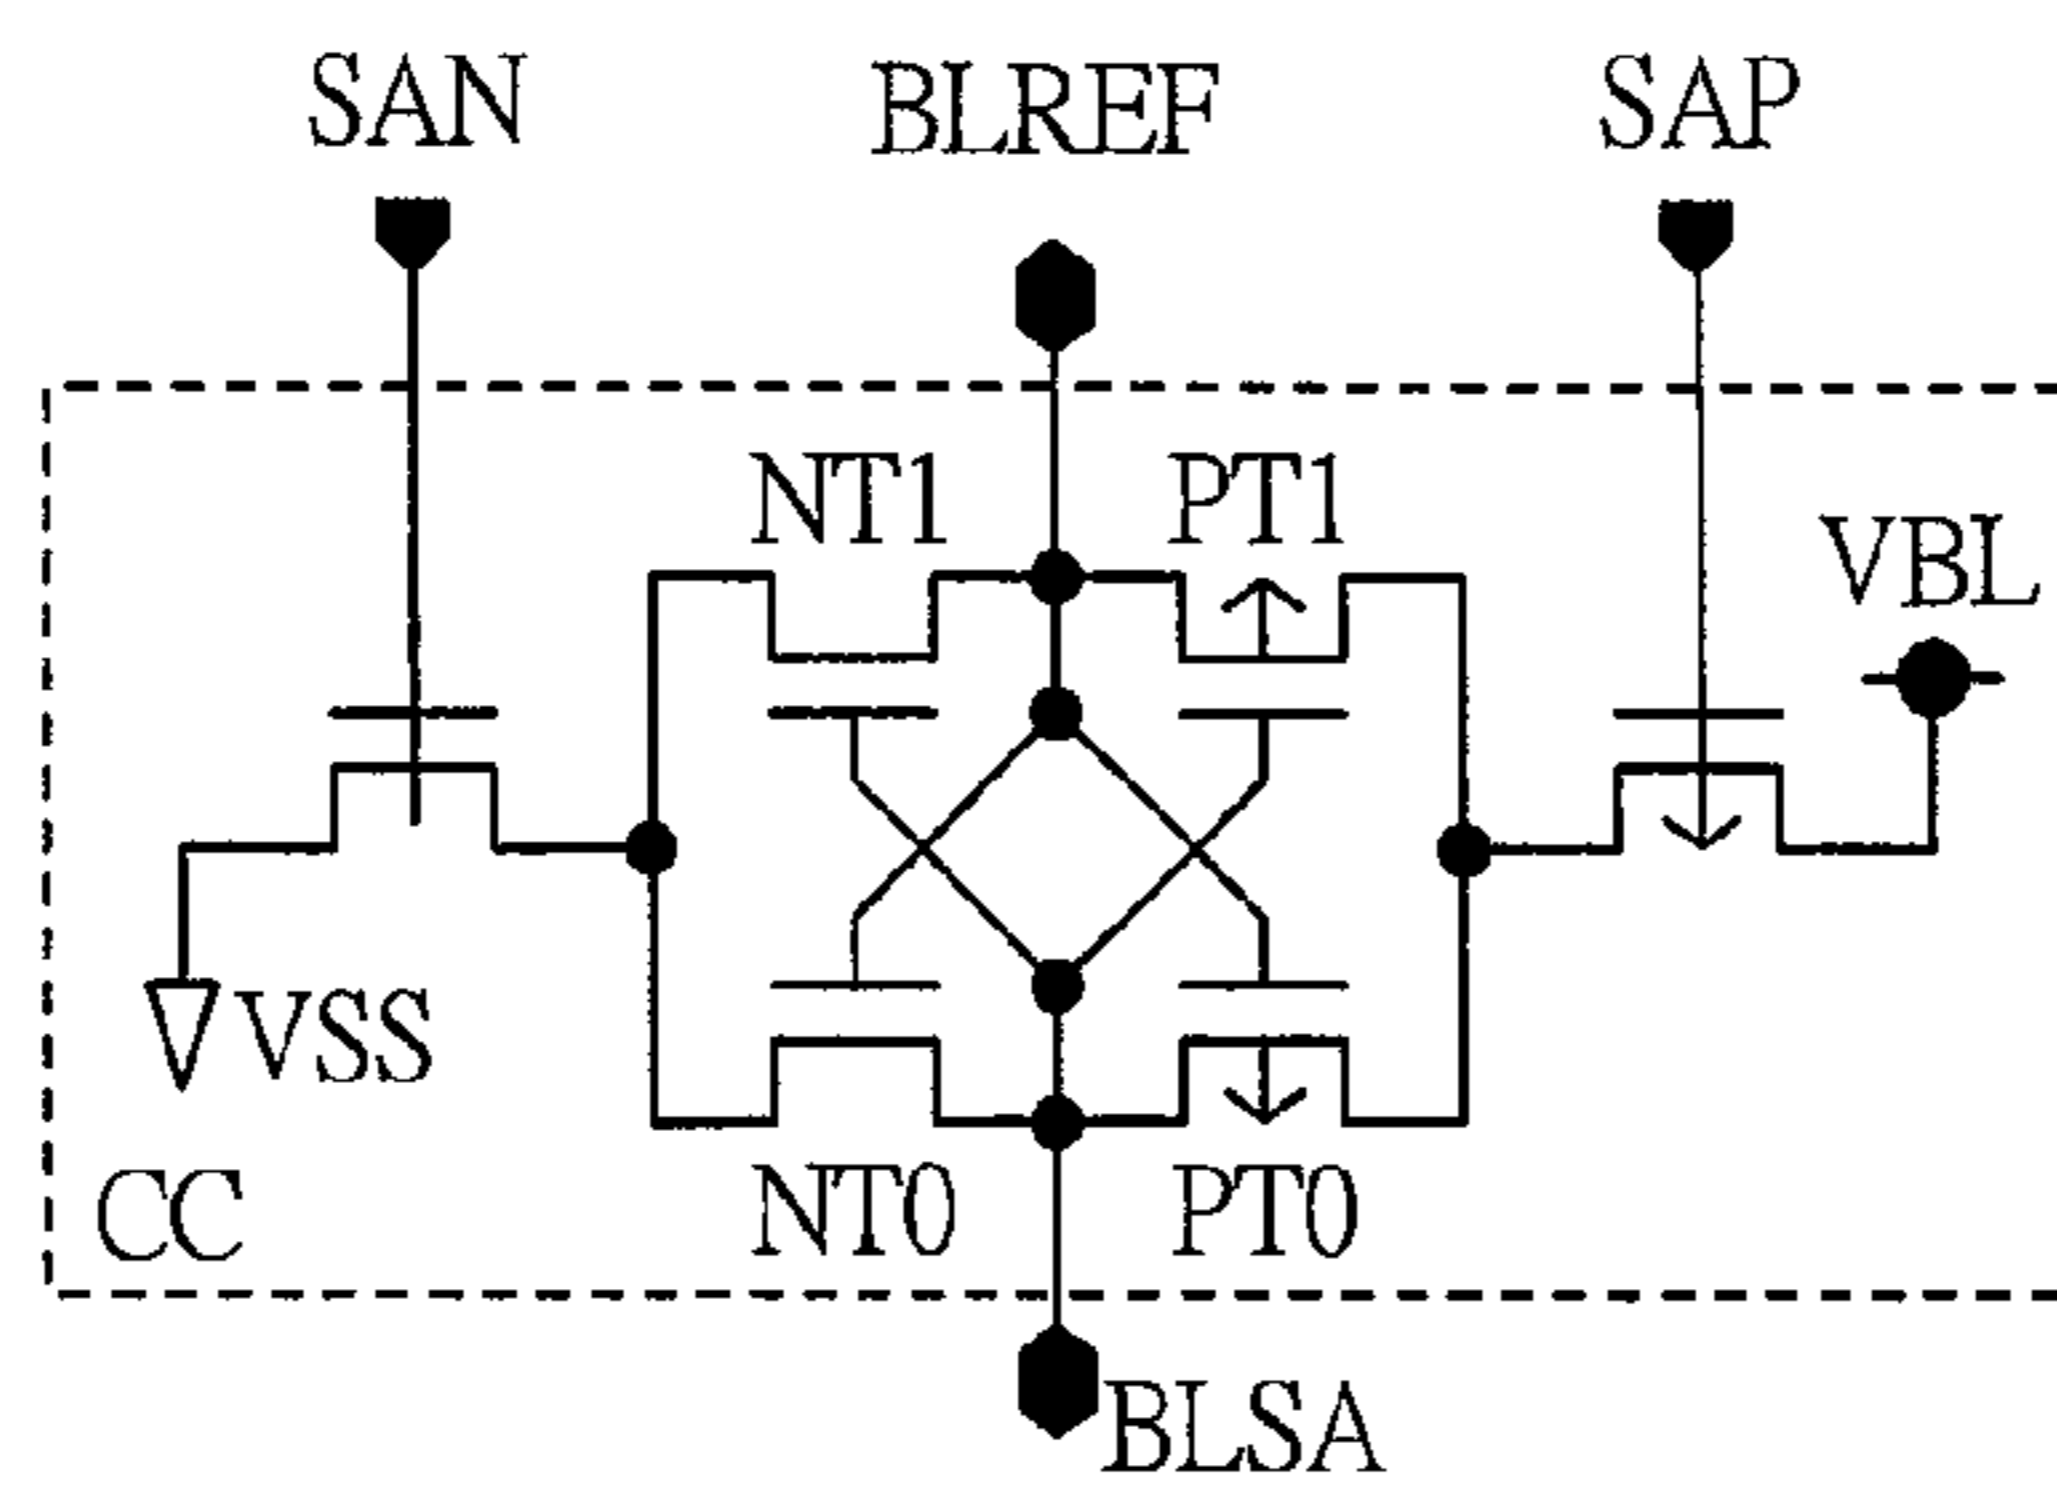 SAN
BLREF
SAP
NT1
PT1
VBL
VSS
CC
NT0
PT0
BLSA